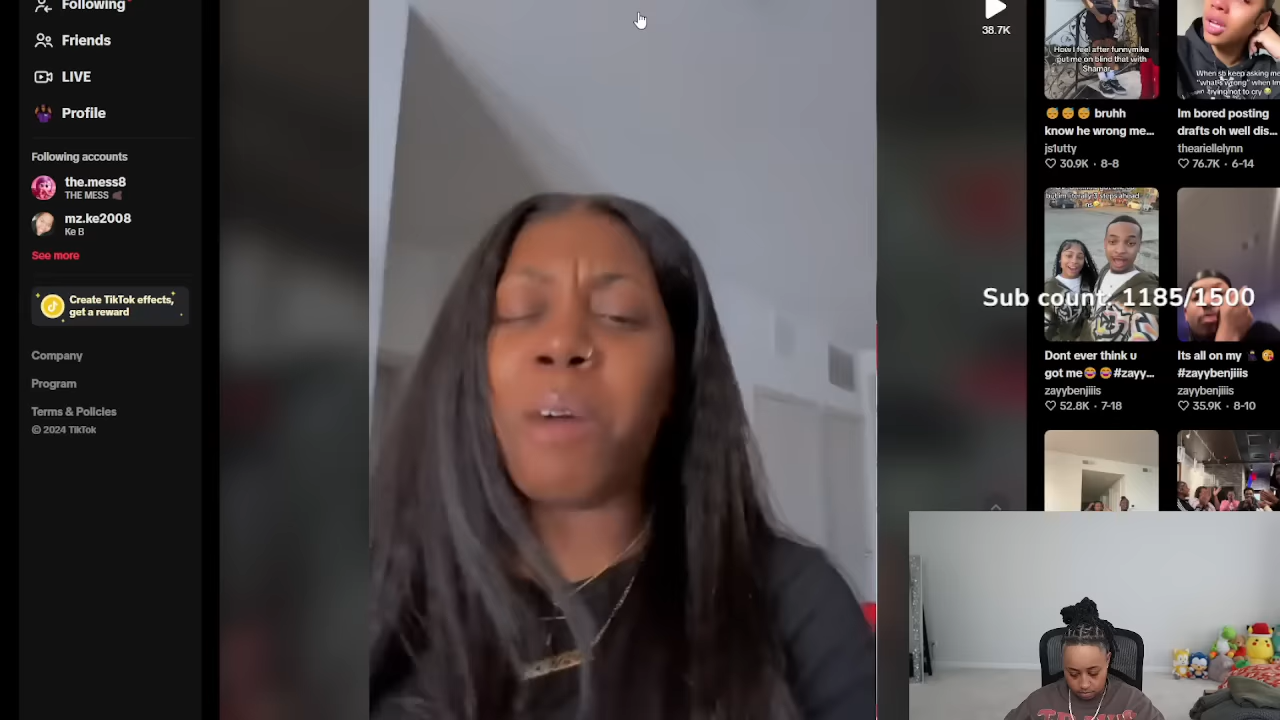 Following
Friends
LIVE
Profile
Following accounts
the.mess8
THE MESS
mz.ke2008
Ke B
See more
Create TikTok effects,
get a reward
Company
Program
Terms & Policies
© 2024 TikTok
38.7K
How I feel after funnymike
put me on blind that with
Shamar
bruhh
know he wrong me...
js1utty
30.9K · 8-8
When sb keep asking me
"what's wrong" when Im
trying not to cry
Im bored posting
drafts oh well dis...
theariellelynn
76.7K · 6-14
Sub count. 1185/1500
Dont ever think u
got me😂😂#zayy...
zayybenjiiis
52.8K · 7-18
Its all on my
#zayybenjiiis
zayybenjiiis
35.9K · 8-10